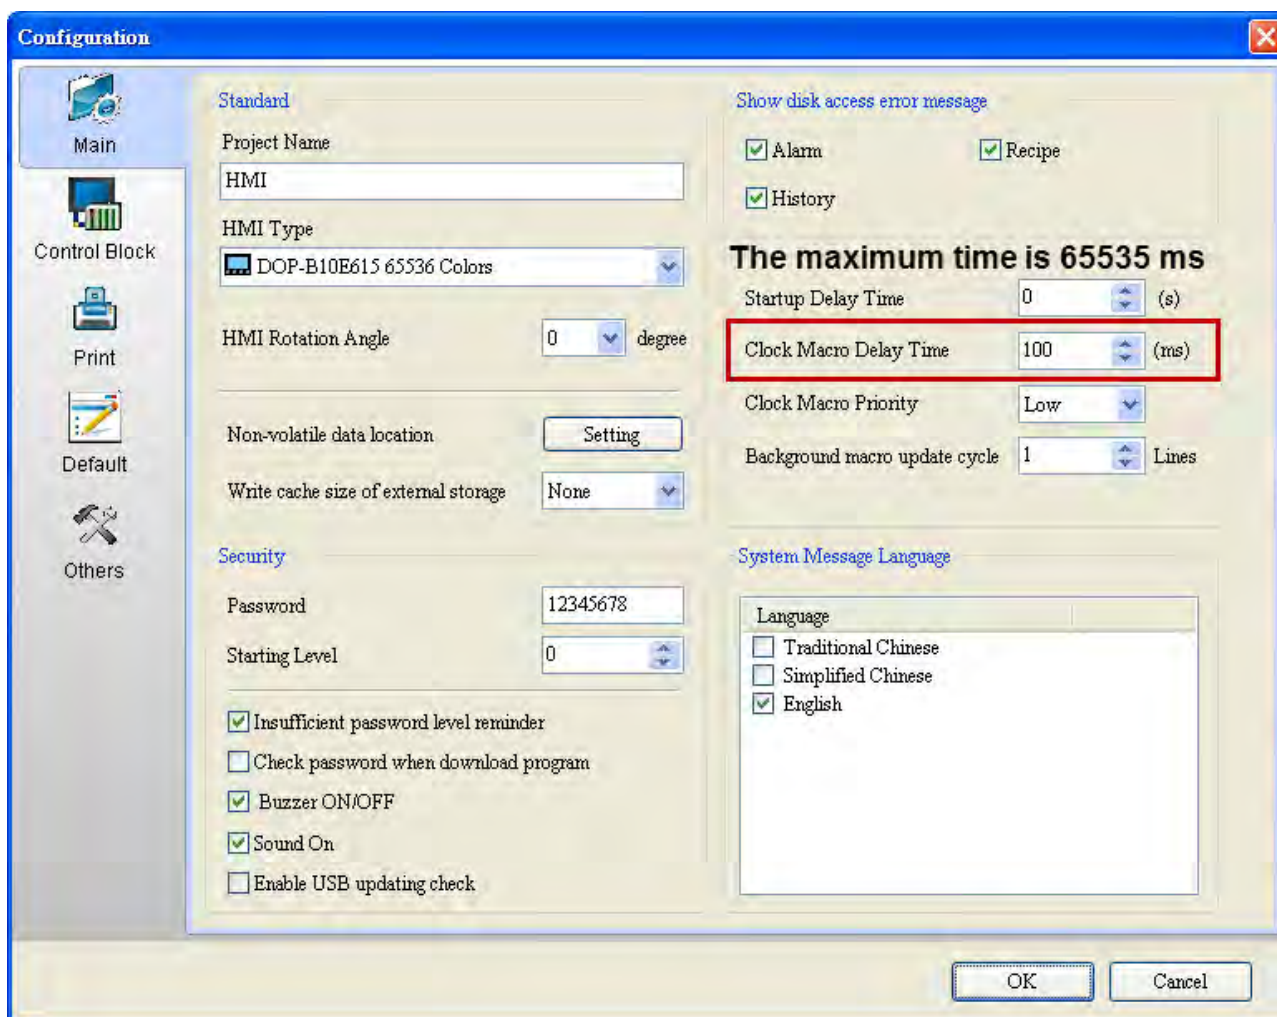 Configuration
Main
Control Block
Print
Default
Others
Standard
Project Name
HMI
HMI Type
DOP-B10E615 65536 Colors
HMI Rotation Angle 0 degree
Non-volatile data location Setting
Write cache size of external storage None
Security
Password 12345678
Starting Level 0
Insufficient password level reminder
Check password when download program
Buzzer ON/OFF
Sound On
Enable USB updating check
Show disk access error message
Alarm Recipe
History
The maximum time is 65535 ms
Startup Delay Time 0 (s)
Clock Macro Delay Time 100 (ms)
Clock Macro Priority Low
Background macro update cycle 1 Lines
System Message Language
Language
Traditional Chinese
Simplified Chinese
English
OK Cancel